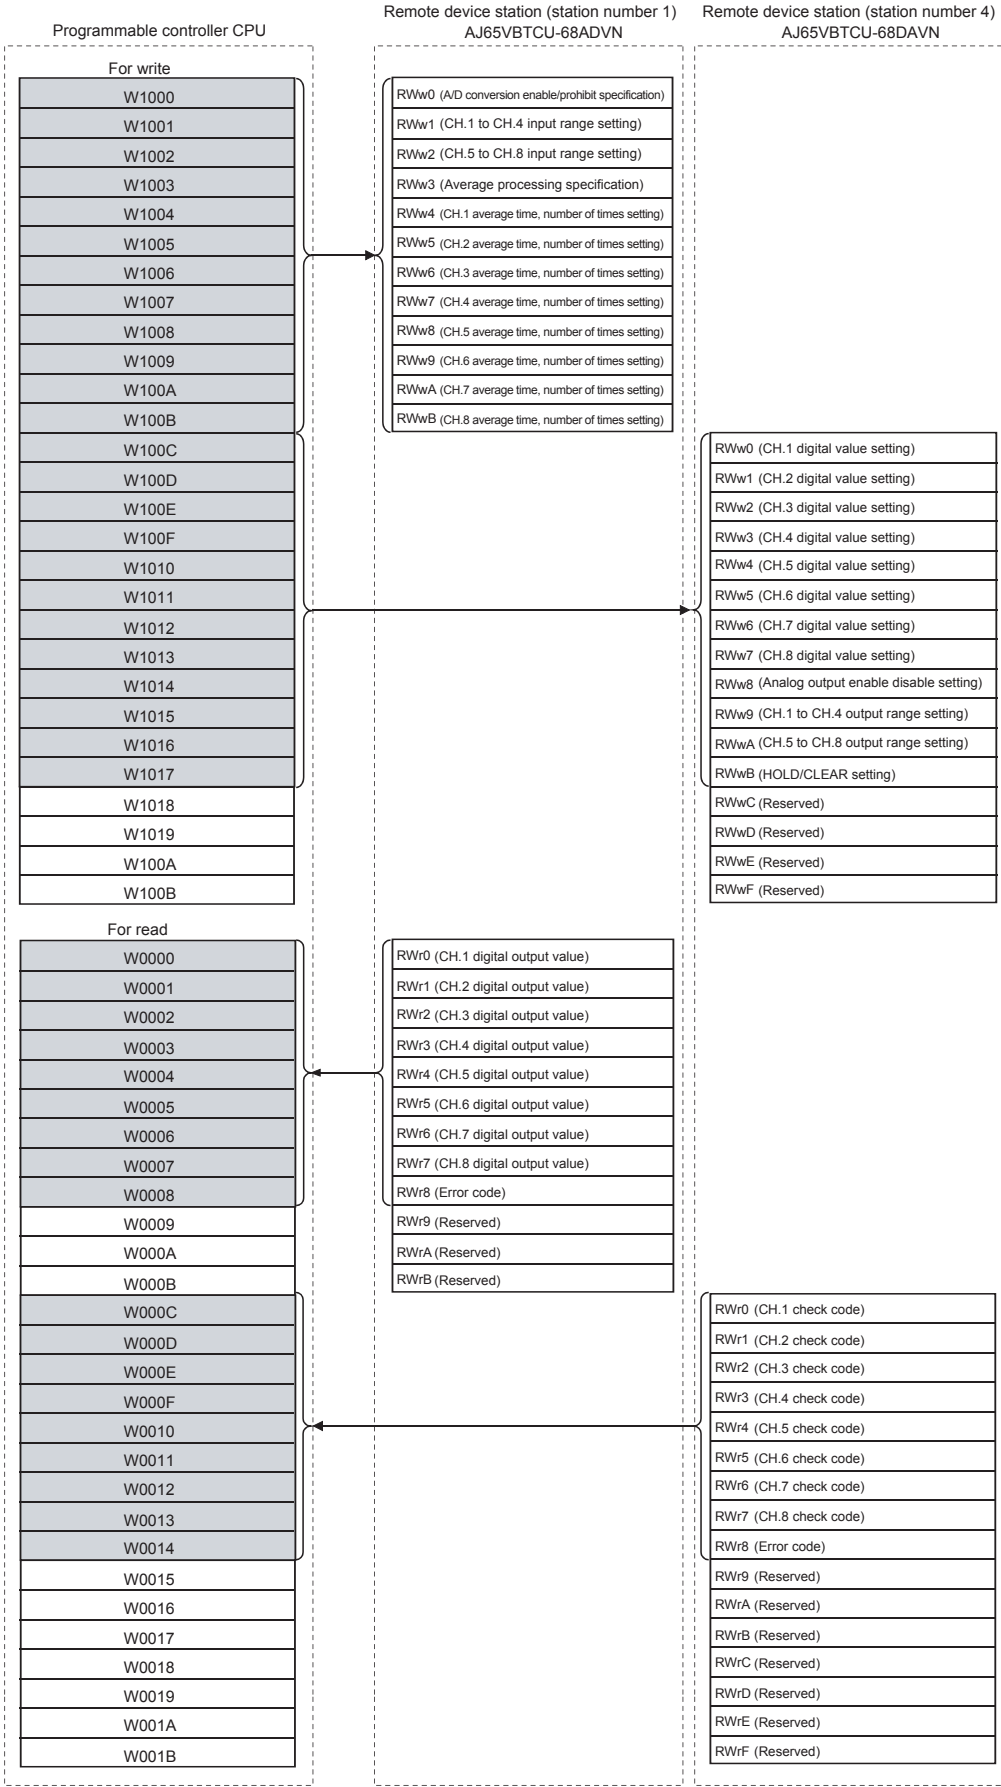 Programmable controller CPU
Remote device station (station number 1)
AJ65VBTCU-68ADVN
Remote device station (station number 4)
AJ65VBTCU-68DAVN
For write
W1000
W1001
W1002
W1003
W1004
W1005
W1006
W1007
W1008
W1009
W100A
W100B
W100C
W100D
W100E
W100F
W1010
W1011
W1012
W1013
W1014
W1015
W1016
W1017
W1018
W1019
W100A
W100B
RWw0 (A/D conversion enable/prohibit specification)
RWw1 (CH.1 to CH.4 input range setting)
RWw2 (CH.5 to CH.8 input range setting)
RWw3 (Average processing specification)
RWw4 (CH.1 average time, number of times setting)
RWw5 (CH.2 average time, number of times setting)
RWw6 (CH.3 average time, number of times setting)
RWw7 (CH.4 average time, number of times setting)
RWw8 (CH.5 average time, number of times setting)
RWw9 (CH.6 average time, number of times setting)
RWwA (CH.7 average time, number of times setting)
RWwB (CH.8 average time, number of times setting)
RWw0 (CH.1 digital value setting)
RWw1 (CH.2 digital value setting)
RWw2 (CH.3 digital value setting)
RWw3 (CH.4 digital value setting)
RWw4 (CH.5 digital value setting)
RWw5 (CH.6 digital value setting)
RWw6 (CH.7 digital value setting)
RWw7 (CH.8 digital value setting)
RWw8 (Analog output enable disable setting)
RWw9 (CH.1 to CH.4 output range setting)
RWwA (CH.5 to CH.8 output range setting)
RWwB (HOLD/CLEAR setting)
RWwC (Reserved)
RWwD (Reserved)
RWwE (Reserved)
RWwF (Reserved)
For read
W0000
W0001
W0002
W0003
W0004
W0005
W0006
W0007
W0008
W0009
W000A
W000B
W000C
W000D
W000E
W000F
W0010
W0011
W0012
W0013
W0014
W0015
W0016
W0017
W0018
W0019
W001A
W001B
RWr0 (CH.1 digital output value)
RWr1 (CH.2 digital output value)
RWr2 (CH.3 digital output value)
RWr3 (CH.4 digital output value)
RWr4 (CH.5 digital output value)
RWr5 (CH.6 digital output value)
RWr6 (CH.7 digital output value)
RWr7 (CH.8 digital output value)
RWr8 (Error code)
RWr9 (Reserved)
RWrA (Reserved)
RWrB (Reserved)
RWr0 (CH.1 check code)
RWr1 (CH.2 check code)
RWr2 (CH.3 check code)
RWr3 (CH.4 check code)
RWr4 (CH.5 check code)
RWr5 (CH.6 check code)
RWr6 (CH.7 check code)
RWr7 (CH.8 check code)
RWr8 (Error code)
RWr9 (Reserved)
RWrA (Reserved)
RWrB (Reserved)
RWrC (Reserved)
RWrD (Reserved)
RWrE (Reserved)
RWrF (Reserved)